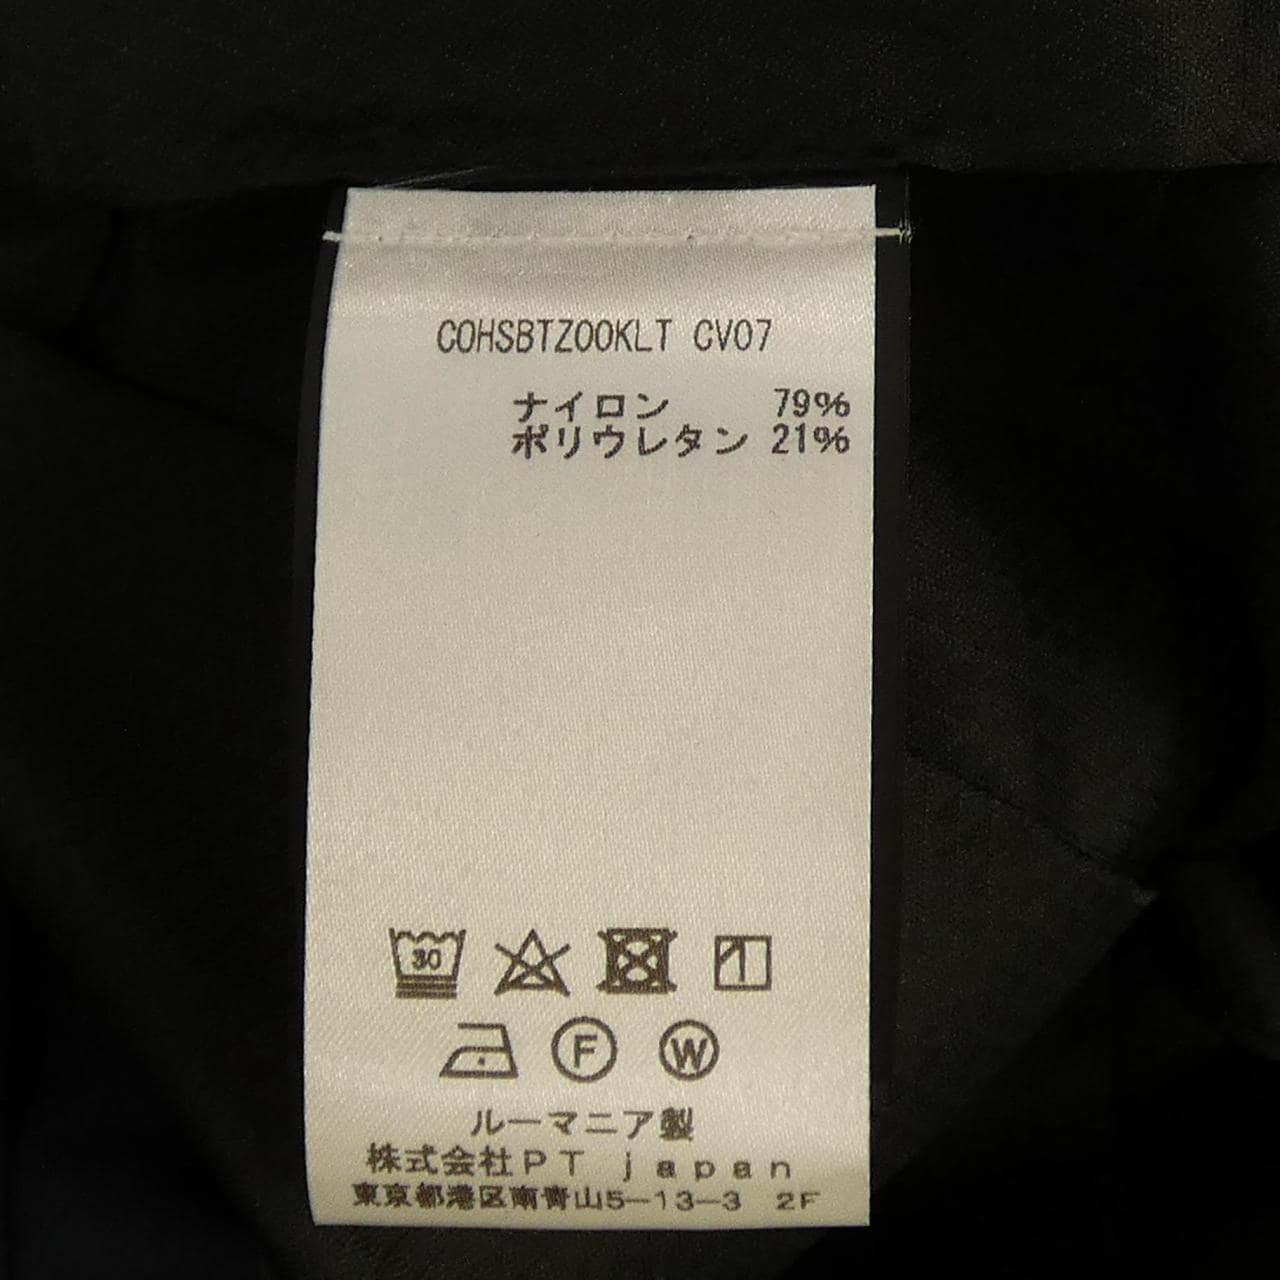 COHSBTZ00KLT CV07
ナイロン 79%
ポリウレタン 21%
30
F W
ルーマニア製
株式会社PT japan
東京都港区南青山5-13-3 2F